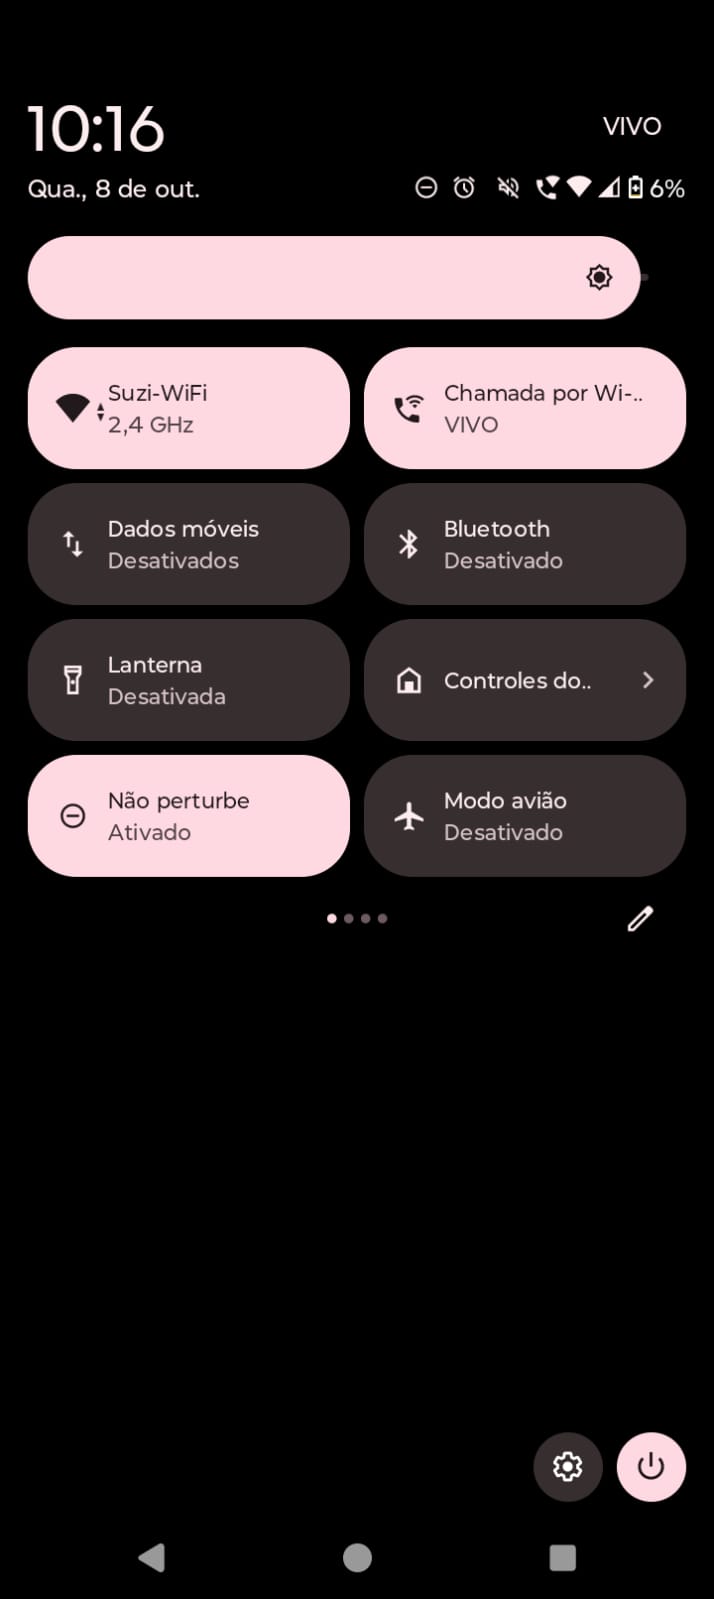 10:16
VIVO
Qua., 8 de out.
6%
Suzi-WiFi
2,4 GHz
Chamada por Wi-..
VIVO
Dados móveis
Desativados
Bluetooth
Desativado
Lanterna
Desativada
Controles do..
Não perturbe
Ativado
Modo avião
Desativado